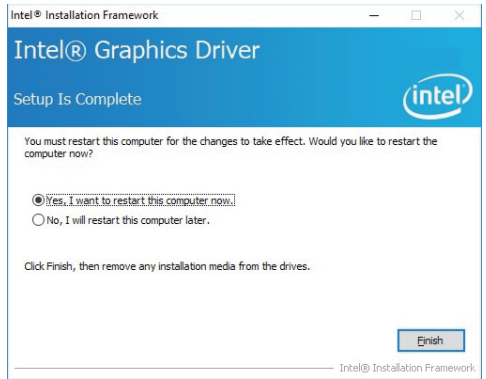 Intel® Installation Framework
Intel® Graphics Driver
Setup Is Complete
intel
You must restart this computer for the changes to take effect. Would you like to restart the
computer now?
Yes, I want to restart this computer now.
No, I will restart this computer later.
Click Finish, then remove any installation media from the drives.
Finish
Intel® Installation Framework